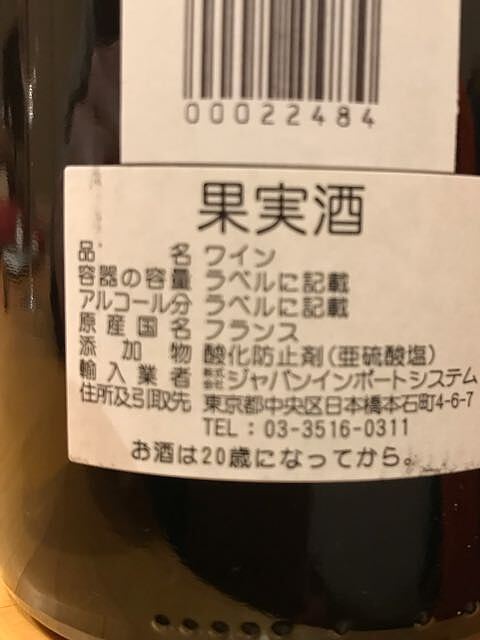 00022484
果実酒
品名 ワイン
容器の容量 ラベルに記載
アルコール分 ラベルに記載
原産国名 フランス
添加物 酸化防止剤(亜硫酸塩)
輸入業者 株式会社ジャパンインポートシステム
住所及引取先 東京都中央区日本橋本石町4-6-7
TEL:03-3516-0311
お酒は20歳になってから。